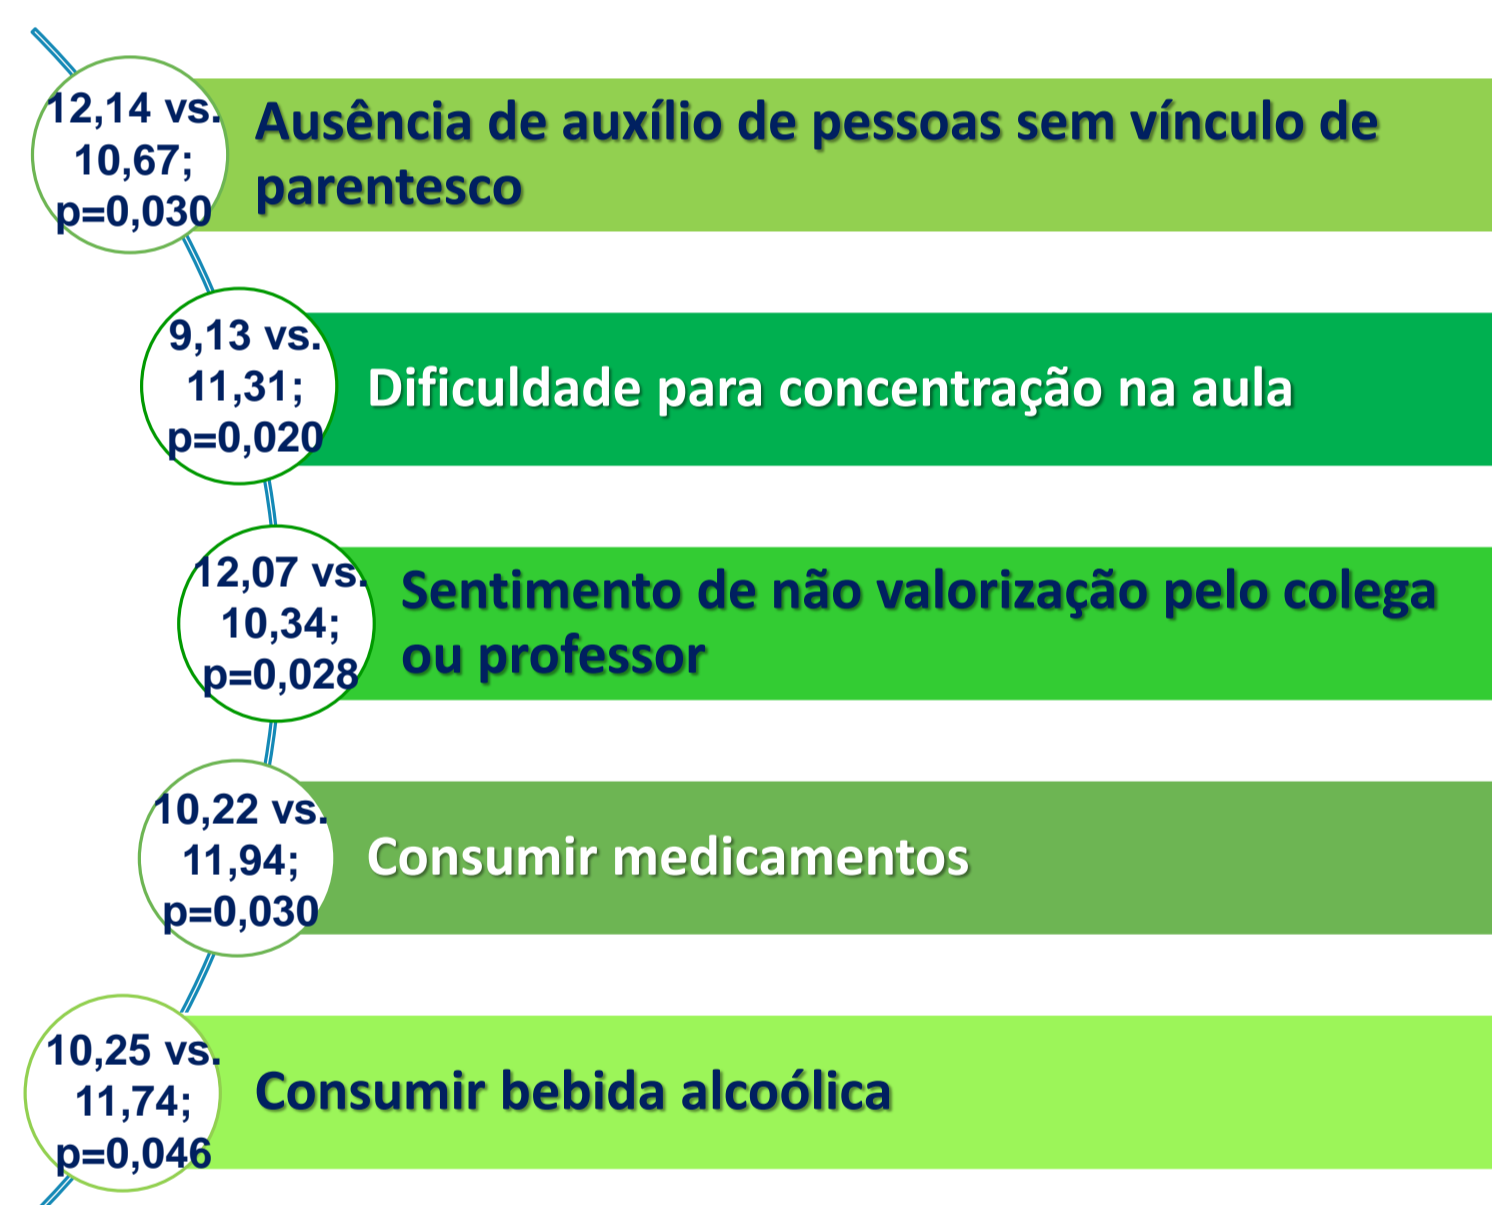 12,14 vs.
10,67;
p=0,030
Ausência de auxílio de pessoas sem vínculo de
parentesco
9,13 vs.
11,31;
p=0,020
Dificuldade para concentração na aula
12,07 vs.
10,34;
p=0,028
Sentimento de não valorização pelo colega
ou professor
10,22 vs.
11,94;
p=0,030
Consumir medicamentos
10,25 vs.
11,74;
p=0,046
Consumir bebida alcoólica